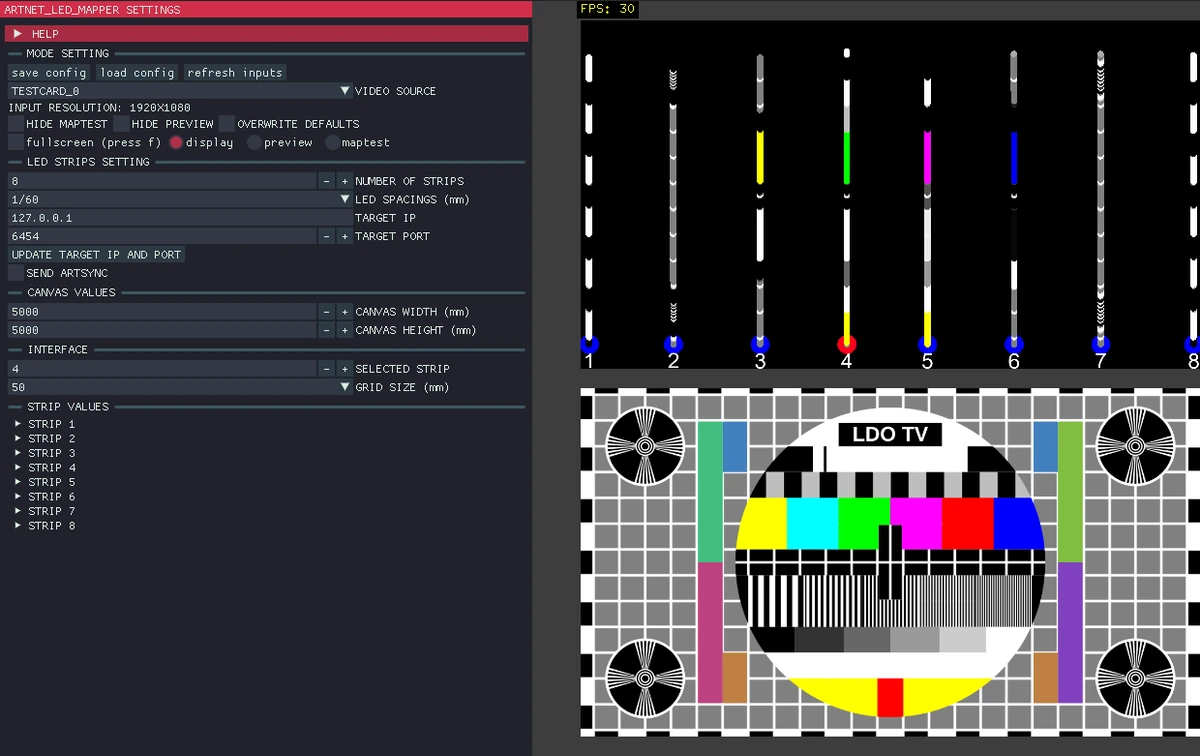 ARTNET_LED_MAPPER SETTINGS
HELP
MODE SETTING
save config load config refresh inputs
TESTCARD_0 VIDEO SOURCE
INPUT RESOLUTION: 1920X1080
HIDE MAPTEST HIDE PREVIEW OVERWRITE DEFAULTS
fullscreen (press f) display preview maptest
LED STRIPS SETTING
8 - + NUMBER OF STRIPS
1/60 LED SPACINGS (mm)
127.0.0.1 TARGET IP
6454 - + TARGET PORT
UPDATE TARGET IP AND PORT
SEND ARTSYNC
CANVAS VALUES
5000 - + CANVAS WIDTH (mm)
5000 - + CANVAS HEIGHT (mm)
INTERFACE
4 - + SELECTED STRIP
50 GRID SIZE (mm)
STRIP VALUES
STRIP 1
STRIP 2
STRIP 3
STRIP 4
STRIP 5
STRIP 6
STRIP 7
STRIP 8
FPS: 30
1 2 3 4 5 6 7 8
LDO TV